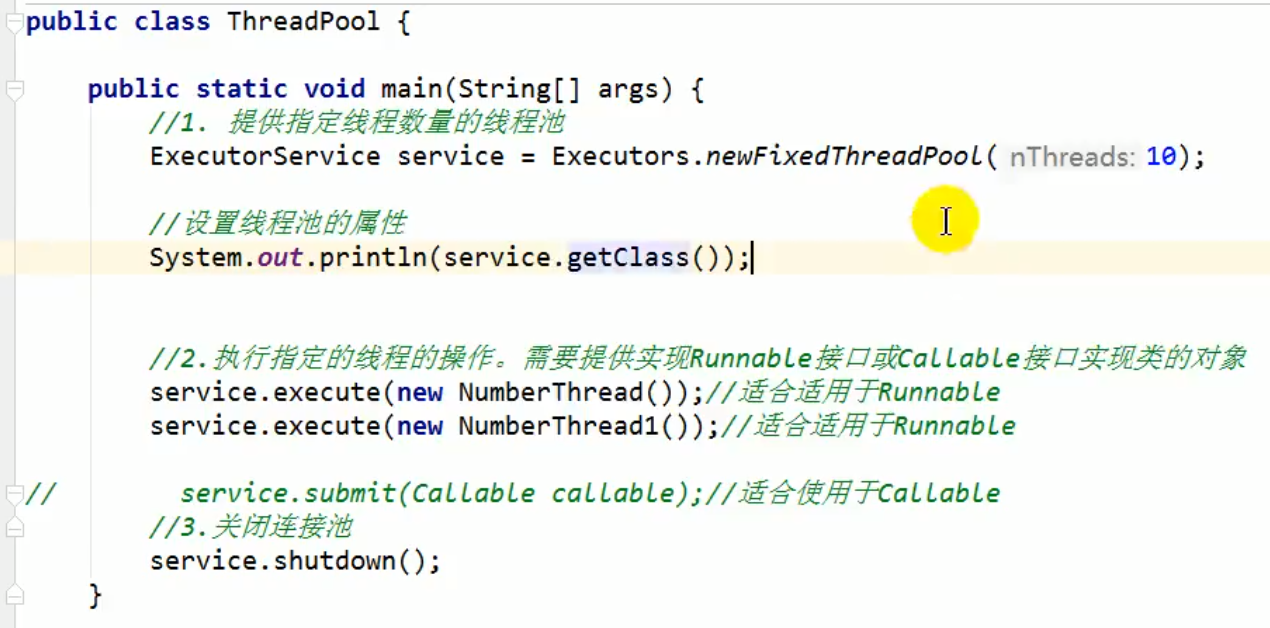 public class ThreadPool {
public static void main(String[] args) {
//1. 提供指定线程数量的线程池
ExecutorService service = Executors.newFixedThreadPool( nThreads: 10);
//设置线程池的属性
System.out.println(service.getClass());
//2.执行指定的线程的操作。需要提供实现Runnable接口或Callable接口实现类的对象
service.execute(new NumberThread());//适合适用于Runnable
service.execute(new NumberThread1());//适合适用于Runnable
// service.submit(Callable callable);//适合使用于Callable
//3.关闭连接池
service.shutdown();
}